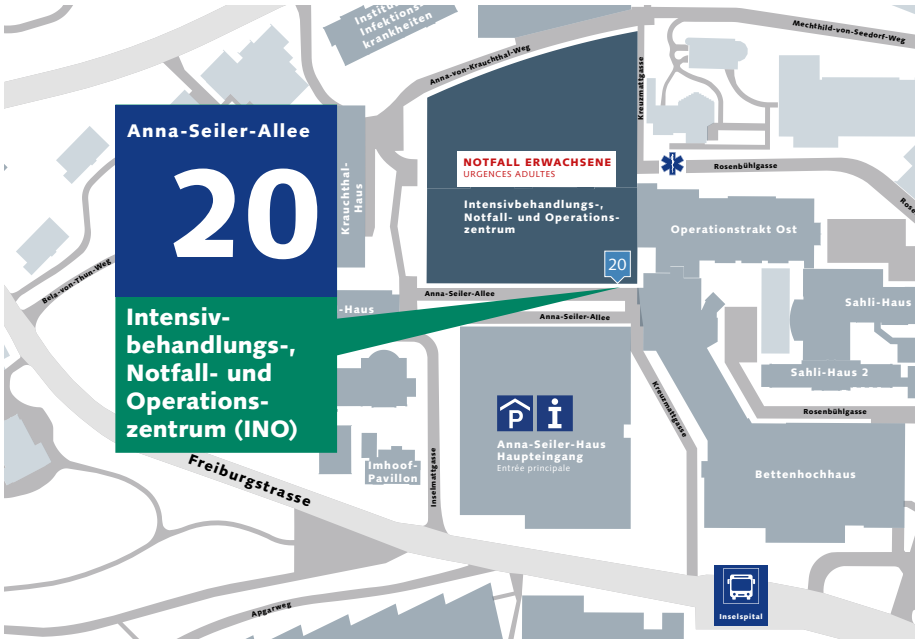 Institut
Infektions-
krankheiten
Mechthild-von-Seedorf-Weg
Anna-von-Krauchthal-Weg
Kreuzmattgasse
Anna-Seiler-Allee
20
Krauchthal-
Haus
NOTFALL ERWACHSENE
URGENCES ADULTES
Rosenbühlgasse
Intensivbehandlungs-,
Notfall- und Operations-
zentrum
Operationstrakt Ost
20
Bela-von-Thun-Weg
Anna-Seiler-Allee
Anna-Seiler-Allee
-Haus
Sahli-Haus
Intensiv-
behandlungs-,
Notfall- und
Operations-
zentrum (INO)
Sahli-Haus 2
Kreuzmattgasse
Rosenbühlgasse
P
i
Anna-Seiler-Haus
Haupteingang
Entrée principale
Imhoof-
Pavillon
Inselmattgasse
Bettenhochhaus
Freiburgstrasse
Apgarweg
Inselspital